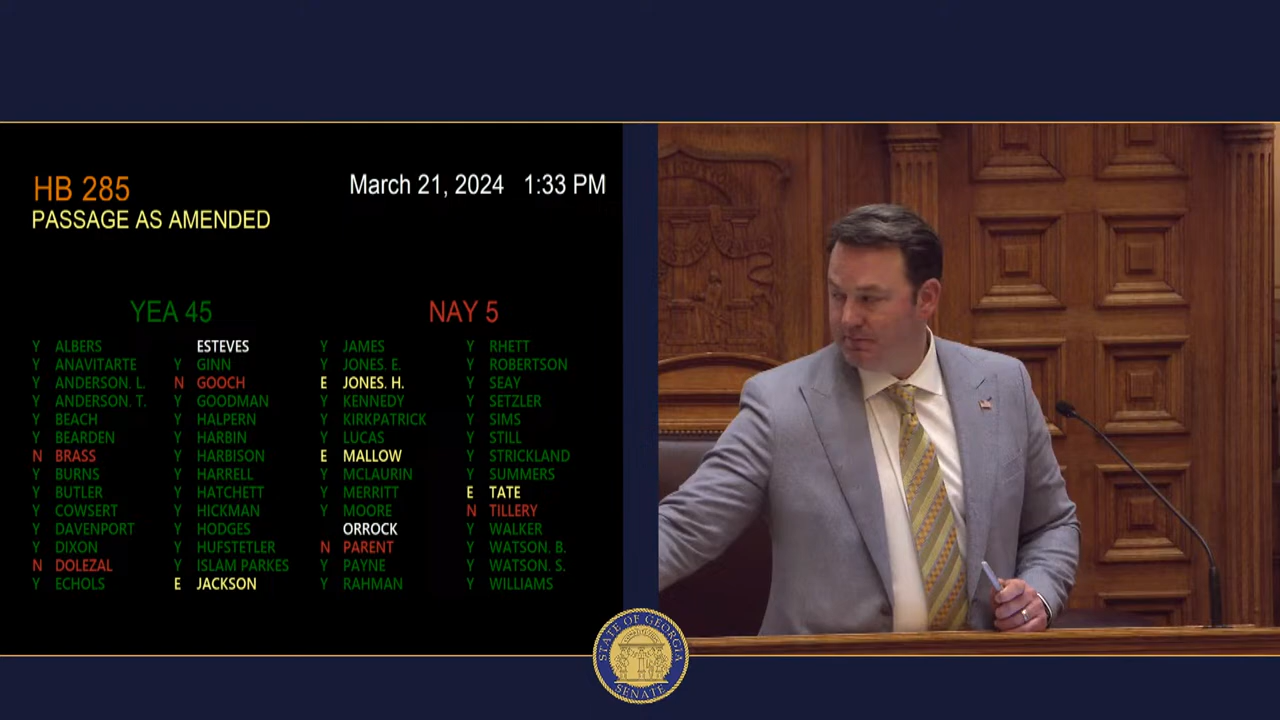 HB 285
March 21, 2024 1:33 PM
PASSAGE AS AMENDED
YEA 45
NAY 5
Y ALBERS
Y ANAVITARTE
Y ANDERSON. L.
Y ANDERSON. T.
Y BEACH
Y BEARDEN
N BRASS
Y BURNS
Y BUTLER
Y COWSERT
Y DAVENPORT
Y DIXON
N DOLEZAL
Y ECHOLS
ESTEVES
Y GINN
N GOOCH
Y GOODMAN
Y HALPERN
Y HARBIN
Y HARBISON
Y HARRELL
Y HATCHETT
Y HICKMAN
Y HODGES
Y HUFSTETLER
Y ISLAM PARKES
E JACKSON
Y JAMES
Y JONES. E.
E JONES. H.
Y KENNEDY
Y KIRKPATRICK
Y LUCAS
E MALLOW
Y MCLAURIN
Y MERRITT
Y MOORE
ORROCK
N PARENT
Y PAYNE
Y RAHMAN
Y RHETT
Y ROBERTSON
Y SEAY
Y SETZLER
Y SIMS
Y STILL
Y STRICKLAND
Y SUMMERS
E TATE
N TILLERY
Y WALKER
Y WATSON. B.
Y WATSON. S.
Y WILLIAMS
STATE OF GEORGIA
SENATE